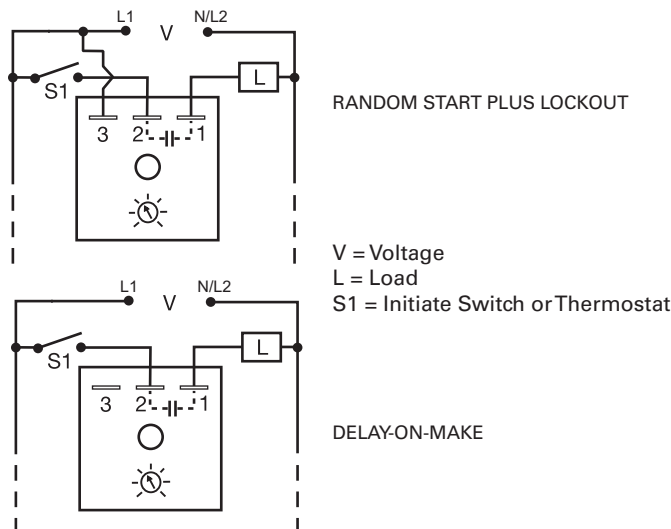 L1 V N/L2
S1 L
3 2 1
RANDOM START PLUS LOCKOUT
V = Voltage
L = Load
S1 = Initiate Switch or Thermostat
L1 V N/L2
S1 L
3 2 1
DELAY-ON-MAKE